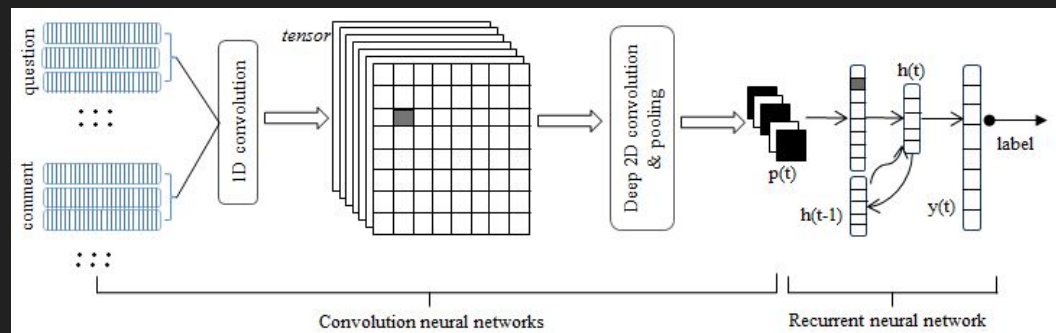 question
comment
1D convolution
tensor
Deep 2D convolution
& pooling
p(t)
h(t)
h(t-1)
y(t)
label
Convolution neural networks
Recurrent neural network